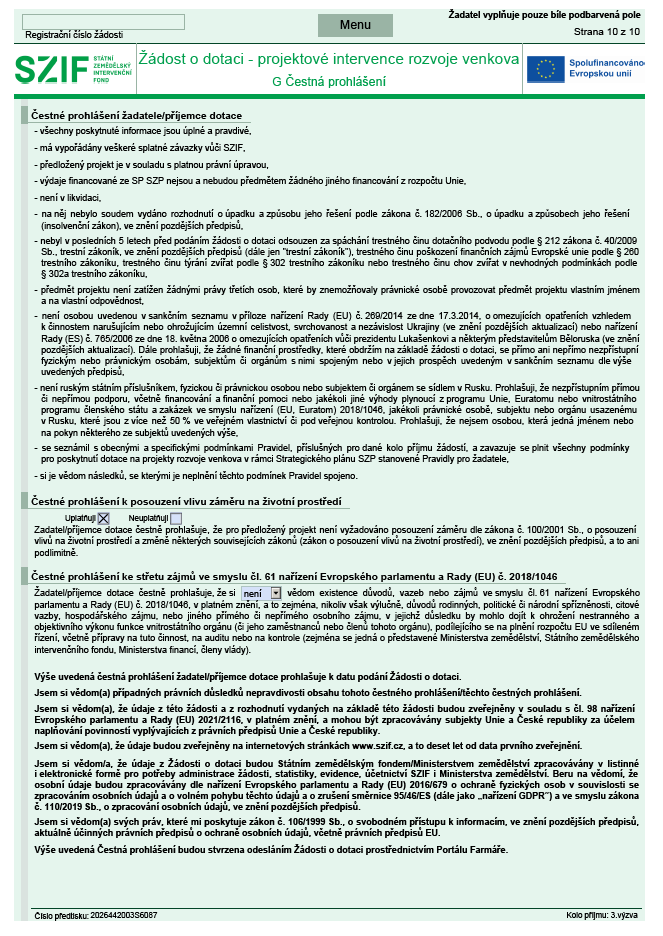 Žadatel vyplňuje pouze bíle podbarvená pole
Menu
Registrační číslo žádosti
Strana 10 z 10
SZIF STÁTNÍ ZEMĚDĚLSKÝ INTERVENČNÍ FOND
Žádost o dotaci - projektové intervence rozvoje venkova
G Čestná prohlášení
Spolufinancováno
Evropskou unií
Čestné prohlášení žadatele/příjemce dotace
- všechny poskytnuté informace jsou úplné a pravdivé,
- má vypořádány veškeré splatné závazky vůči SZIF,
- předložený projekt je v souladu s platnou právní úpravou,
- výdaje financované ze SP SZP nejsou a nebudou předmětem žádného jiného financování z rozpočtu Unie,
- není v likvidaci,
- na něj nebylo soudem vydáno rozhodnutí o úpadku a způsobu jeho řešení podle zákona č. 182/2006 Sb., o úpadku a způsobech jeho řešení
(insolvenční zákon), ve znění pozdějších předpisů,
- nebyl v posledních 5 letech před podáním žádosti o dotaci odsouzen za spáchání trestného činu dotačního podvodu podle § 212 zákona č. 40/2009
Sb., trestní zákoník, ve znění pozdějších předpisů (dále jen "trestní zákoník"), trestného činu poškození finančních zájmů Evropské unie podle § 260
trestního zákoníku, trestného činu týrání zvířat podle § 302 trestního zákoníku nebo trestného činu chov zvířat v nevhodných podmínkách podle
§ 302a trestního zákoníku,
- předmět projektu není zatížen žádnými právy třetích osob, které by znemožňovaly právnické osobě provozovat předmět projektu vlastním jménem
a na vlastní odpovědnost,
- není osobou uvedenou v sankčním seznamu v příloze nařízení Rady (EU) č. 269/2014 ze dne 17.3.2014, o omezujících opatřeních vzhledem
k činnostem narušujícím nebo ohrožujícím územní celistvost, svrchovanost a nezávislost Ukrajiny (ve znění pozdějších aktualizací) nebo nařízení
Rady (ES) č. 765/2006 ze dne 18. května 2006 o omezujících opatřeních vůči prezidentu Lukašenkovi a některým představitelům Běloruska (ve znění
pozdějších aktualizací). Dále prohlašuji, že žádné finanční prostředky, které obdržím na základě žádosti o dotaci, se přímo ani nepřímo nezpřístupní
fyzickým nebo právnickým osobám, subjektům či orgánům s nimi spojeným nebo v jejich prospěch uvedeným v sankčním seznamu dle výše
uvedených předpisů,
- není ruským státním příslušníkem, fyzickou či právnickou osobou nebo subjektem či orgánem se sídlem v Rusku. Prohlašuji, že nezpřístupním přímou
či nepřímou podporu, včetně financování a finanční pomoci nebo jakékoli jiné výhody plynoucí z programu Unie, Euratomu nebo vnitrostátního
programu členského státu a zakázek ve smyslu nařízení (EU, Euratom) 2018/1046, jakékoli právnické osobě, subjektu nebo orgánu usazenému
v Rusku, které jsou z více než 50 % ve veřejném vlastnictví či pod veřejnou kontrolou. Prohlašuji, že nejsem osobou, která jedná jménem nebo
na pokyn některého ze subjektů uvedených výše,
- se seznámil s obecnými a specifickými podmínkami Pravidel, příslušných pro dané kolo příjmu žádostí, a zavazuje se plnit všechny podmínky
pro poskytnutí dotace na projekty rozvoje venkova v rámci Strategického plánu SZP stanovené Pravidly pro žadatele,
- si je vědom následků, se kterými je neplnění těchto podmínek Pravidel spojeno.
Čestné prohlášení k posouzení vlivu záměru na životní prostředí
Uplatňuji Neuplatňuji
Žadatel/příjemce dotace čestně prohlašuje, že pro předložený projekt není vyžadováno posouzení záměru dle zákona č. 100/2001 Sb., o posouzení
vlivů na životní prostředí a změně některých souvisejících zákonů (zákon o posouzení vlivů na životní prostředí), ve znění pozdějších předpisů, a to ani
podlimitně.
Čestné prohlášení ke střetu zájmů ve smyslu čl. 61 nařízení Evropského parlamentu a Rady (EU) č. 2018/1046
Žadatel/příjemce dotace čestně prohlašuje, že si není vědom existence důvodů, vazeb nebo zájmů ve smyslu čl. 61 nařízení Evropského
parlamentu a Rady (EU) č. 2018/1046, v platném znění, a to zejména, nikoliv však výlučně, důvodů rodinných, politické či národní spřízněnosti, citové
vazby, hospodářského zájmu, nebo jiného přímého či nepřímého osobního zájmu, v jejichž důsledku by mohlo dojít k ohrožení nestranného a
objektivního výkonu funkce vnitrostátního orgánu (či jeho zaměstnanců nebo členů tohoto orgánu), podílejícího se na plnění rozpočtu EU ve sdíleném
řízení, včetně přípravy na tuto činnost, na auditu nebo na kontrole (zejména se jedná o představené Ministerstva zemědělství, Státního zemědělského
intervenčního fondu, Ministerstva financí, členy vlády).
Výše uvedená čestná prohlášení žadatel/příjemce dotace prohlašuje k datu podání Žádosti o dotaci.
Jsem si vědom(a) případných právních důsledků nepravdivosti obsahu tohoto čestného prohlášení/těchto čestných prohlášení.
Jsem si vědom(a), že údaje z této žádosti a z rozhodnutí vydaných na základě této žádosti budou zveřejněny v souladu s čl. 98 nařízení
Evropského parlamentu a Rady (EU) 2021/2116, v platném znění, a mohou být zpracovávány subjekty Unie a České republiky za účelem
naplňování povinností vyplývajících z právních předpisů Unie a České republiky.
Jsem si vědom(a), že údaje budou zveřejněny na internetových stránkách www.szif.cz, a to deset let od data prvního zveřejnění.
Jsem si vědom/a, že údaje z Žádosti o dotaci budou Státním zemědělským fondem/Ministerstvem zemědělství zpracovávány v listinné
i elektronické formě pro potřeby administrace žádosti, statistiky, evidence, účetnictví SZIF i Ministerstva zemědělství. Beru na vědomí, že
osobní údaje budou zpracovávány dle nařízení Evropského parlamentu a Rady (EU) 2016/679 o ochraně fyzických osob v souvislosti se
zpracováním osobních údajů a o volném pohybu těchto údajů a o zrušení směrnice 95/46/ES (dále jako „nařízení GDPR") a ve smyslu zákona
č. 110/2019 Sb., o zpracování osobních údajů, ve znění pozdějších předpisů.
Jsem si vědom(a) svých práv, které mi poskytuje zákon č. 106/1999 Sb., o svobodném přístupu k informacím, ve znění pozdějších předpisů,
aktuálně účinných právních předpisů o ochraně osobních údajů, včetně právních předpisů EU.
Výše uvedená Čestná prohlášení budou stvrzena odesláním Žádosti o dotaci prostřednictvím Portálu Farmáře.
Číslo předtisku: 2026442003S6087
Kolo příjmu: 3.výzva